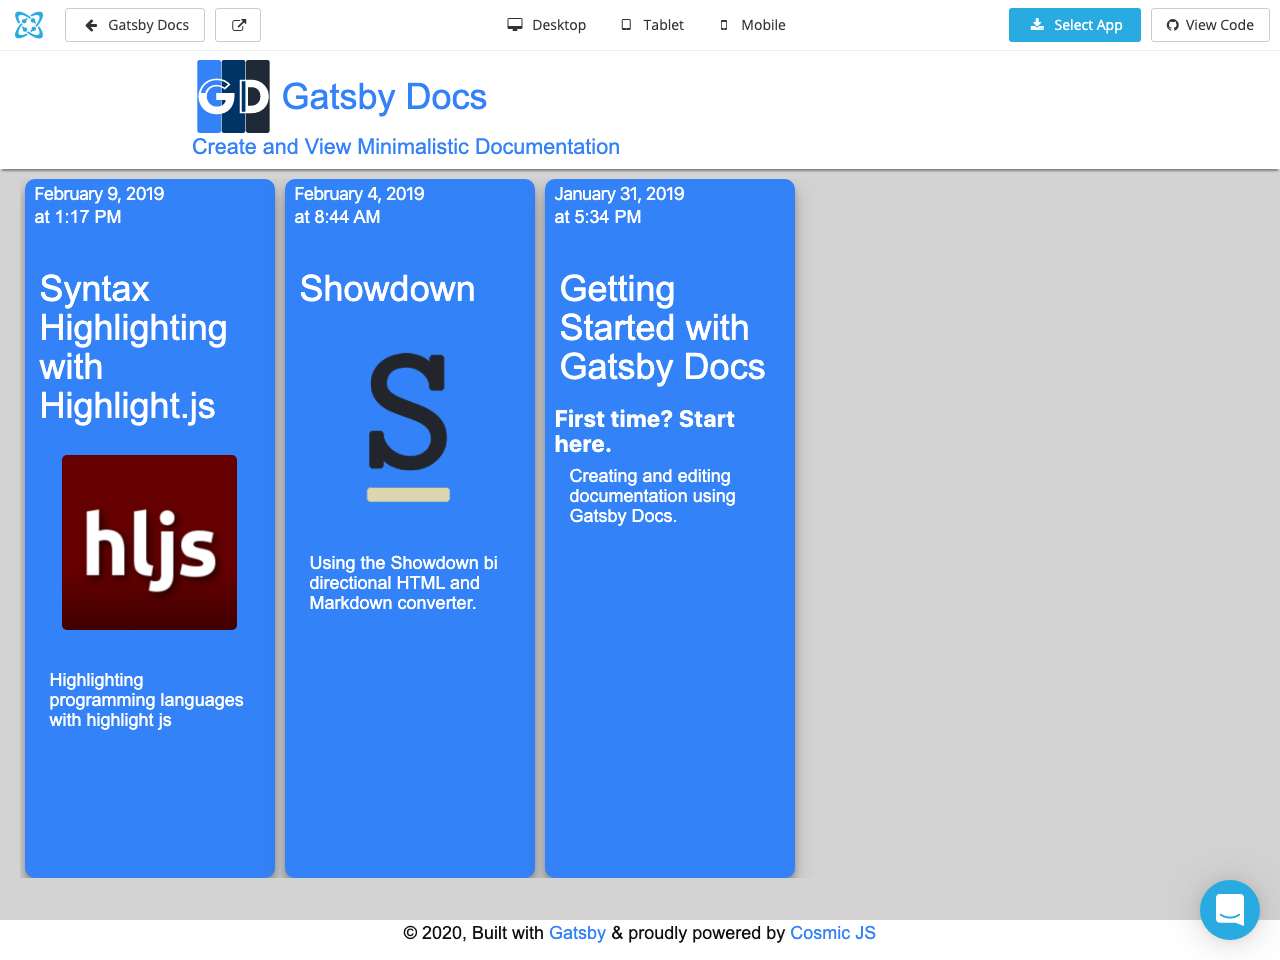 Gatsby Docs
Desktop
Tablet
Mobile
Select App
View Code
GD
Gatsby Docs
Create and View Minimalistic Documentation
February 9, 2019
at 1:17 PM
Syntax
Highlighting
with
Highlight.js
hljs
Highlighting
programming languages
with highlight js
February 4, 2019
at 8:44 AM
Showdown
S
Using the Showdown bi
directional HTML and
Markdown converter.
January 31, 2019
at 5:34 PM
Getting
Started with
Gatsby Docs
First time? Start
here.
Creating and editing
documentation using
Gatsby Docs.
© 2020, Built with Gatsby & proudly powered by Cosmic JS